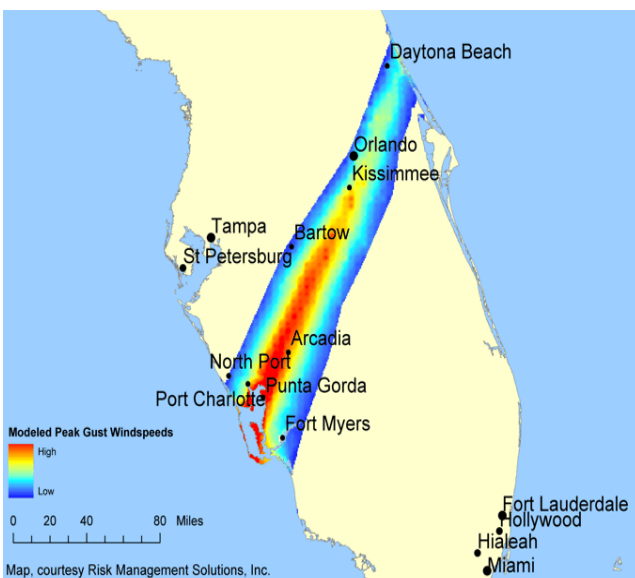 Daytona Beach
Orlando
Kissimmee
Tampa
Bartow
St Petersburg
Arcadia
North Port
Punta Gorda
Port Charlotte
Fort Myers
Modeled Peak Gust Windspeeds
High
Low
0 20 40 80 Miles
Fort Lauderdale
Hollywood
Hialeah
Miami
Map, courtesy Risk Management Solutions, Inc.